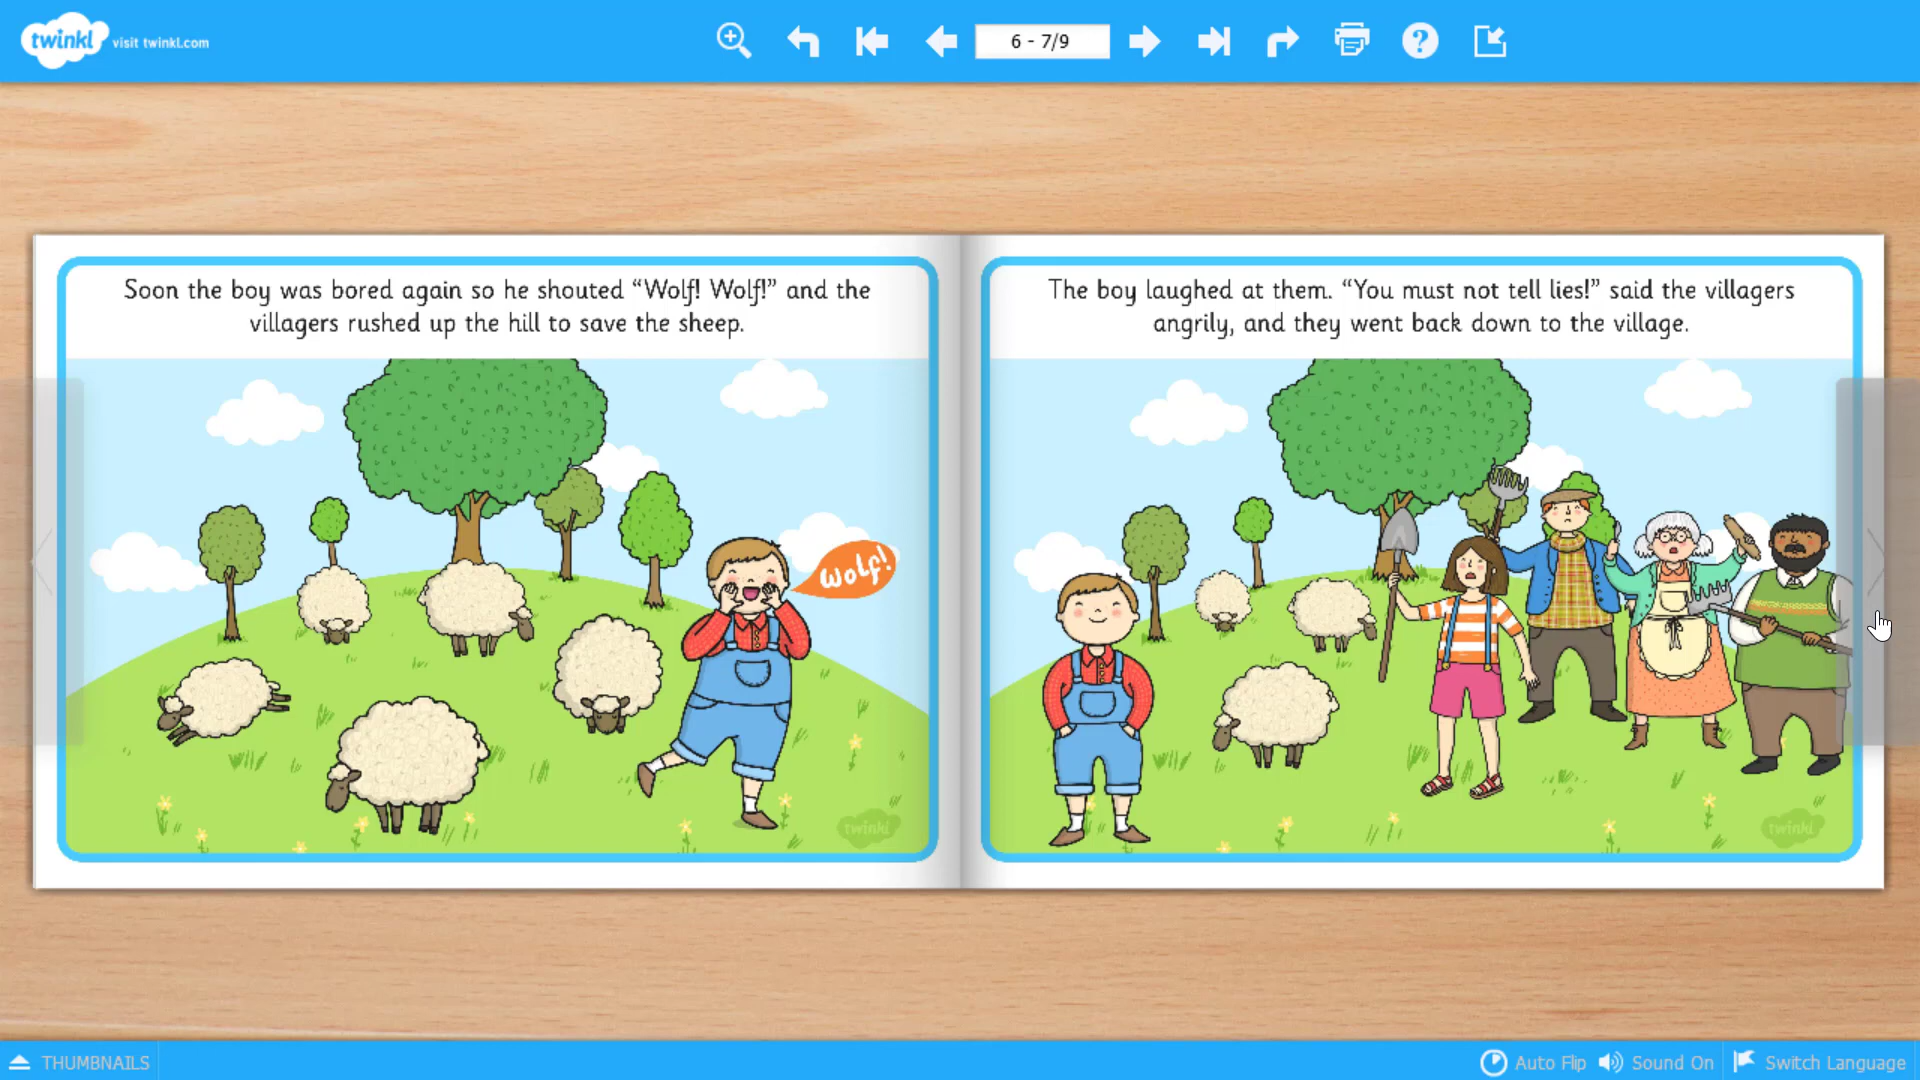 twinkl visit twinkl.com
6 - 7/9
?
Soon the boy was bored again so he shouted “Wolf! Wolf!” and the
villagers rushed up the hill to save the sheep.
Wolf!
twinkl
The boy laughed at them. “You must not tell lies!” said the villagers
angrily, and they went back down to the village.
twinkl
THUMBNAILS
Auto Flip
Sound On
Switch Language